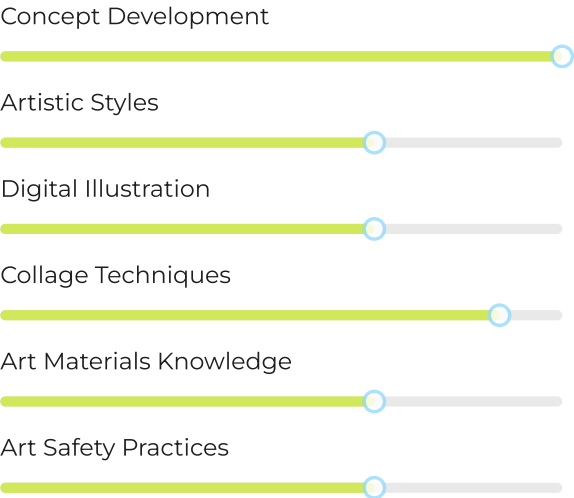 Concept Development
Artistic Styles
Digital Illustration
Collage Techniques
Art Materials Knowledge
Art Safety Practices